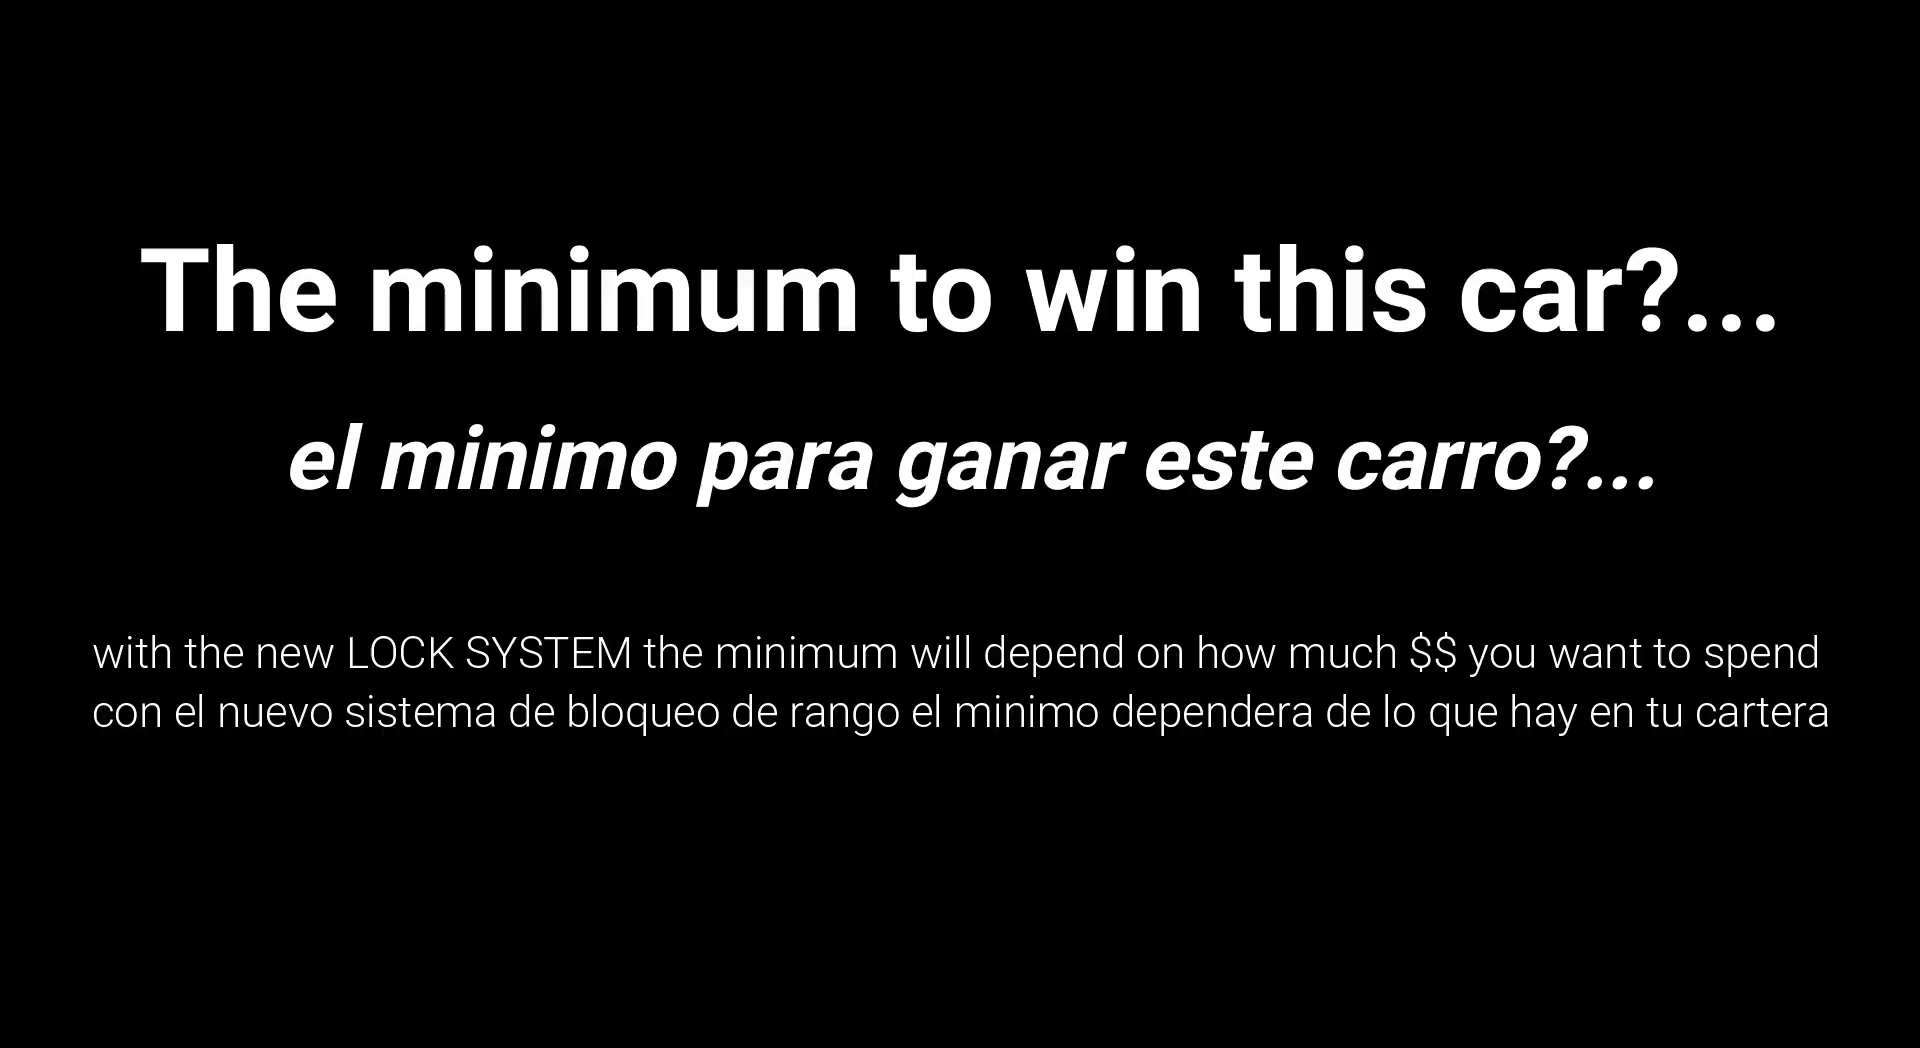 The minimum to win this car?...
el minimo para ganar este carro?...
with the new LOCK SYSTEM the minimum will depend on how much $$ you want to spend
con el nuevo sistema de bloqueo de rango el minimo dependera de lo que hay en tu cartera